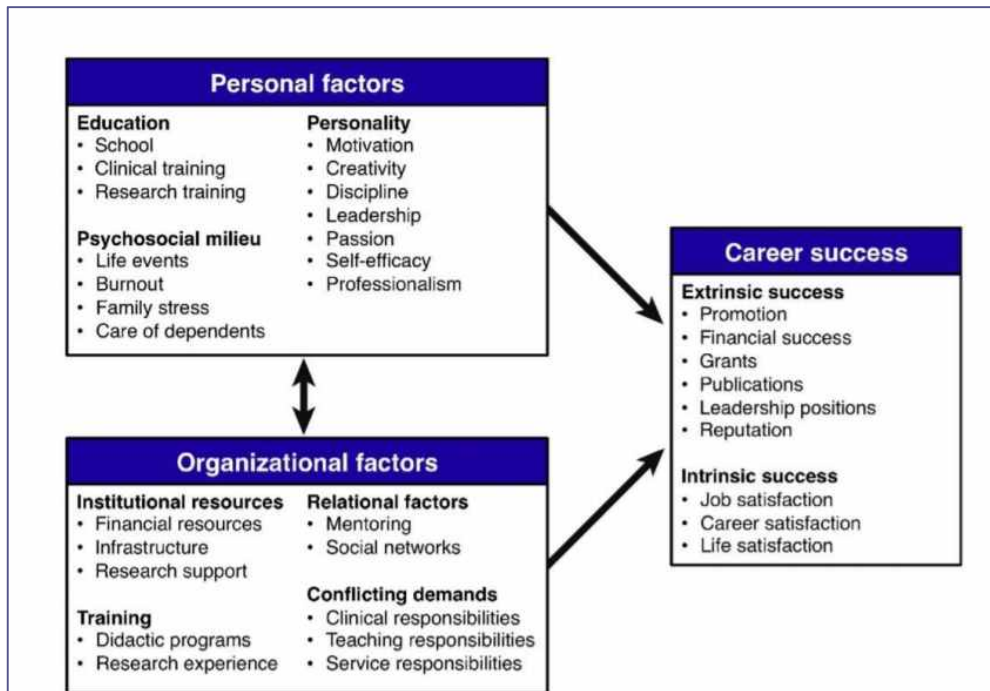 Personal factors
Education
• School
• Clinical training
• Research training
Psychosocial milieu
• Life events
• Burnout
• Family stress
• Care of dependents
Personality
• Motivation
• Creativity
• Discipline
• Leadership
• Passion
• Self-efficacy
• Professionalism
Organizational factors
Institutional resources
• Financial resources
• Infrastructure
• Research support
Training
• Didactic programs
• Research experience
Relational factors
• Mentoring
• Social networks
Conflicting demands
• Clinical responsibilities
• Teaching responsibilities
• Service responsibilities
Career success
Extrinsic success
• Promotion
• Financial success
• Grants
• Publications
• Leadership positions
• Reputation
Intrinsic success
• Job satisfaction
• Career satisfaction
• Life satisfaction